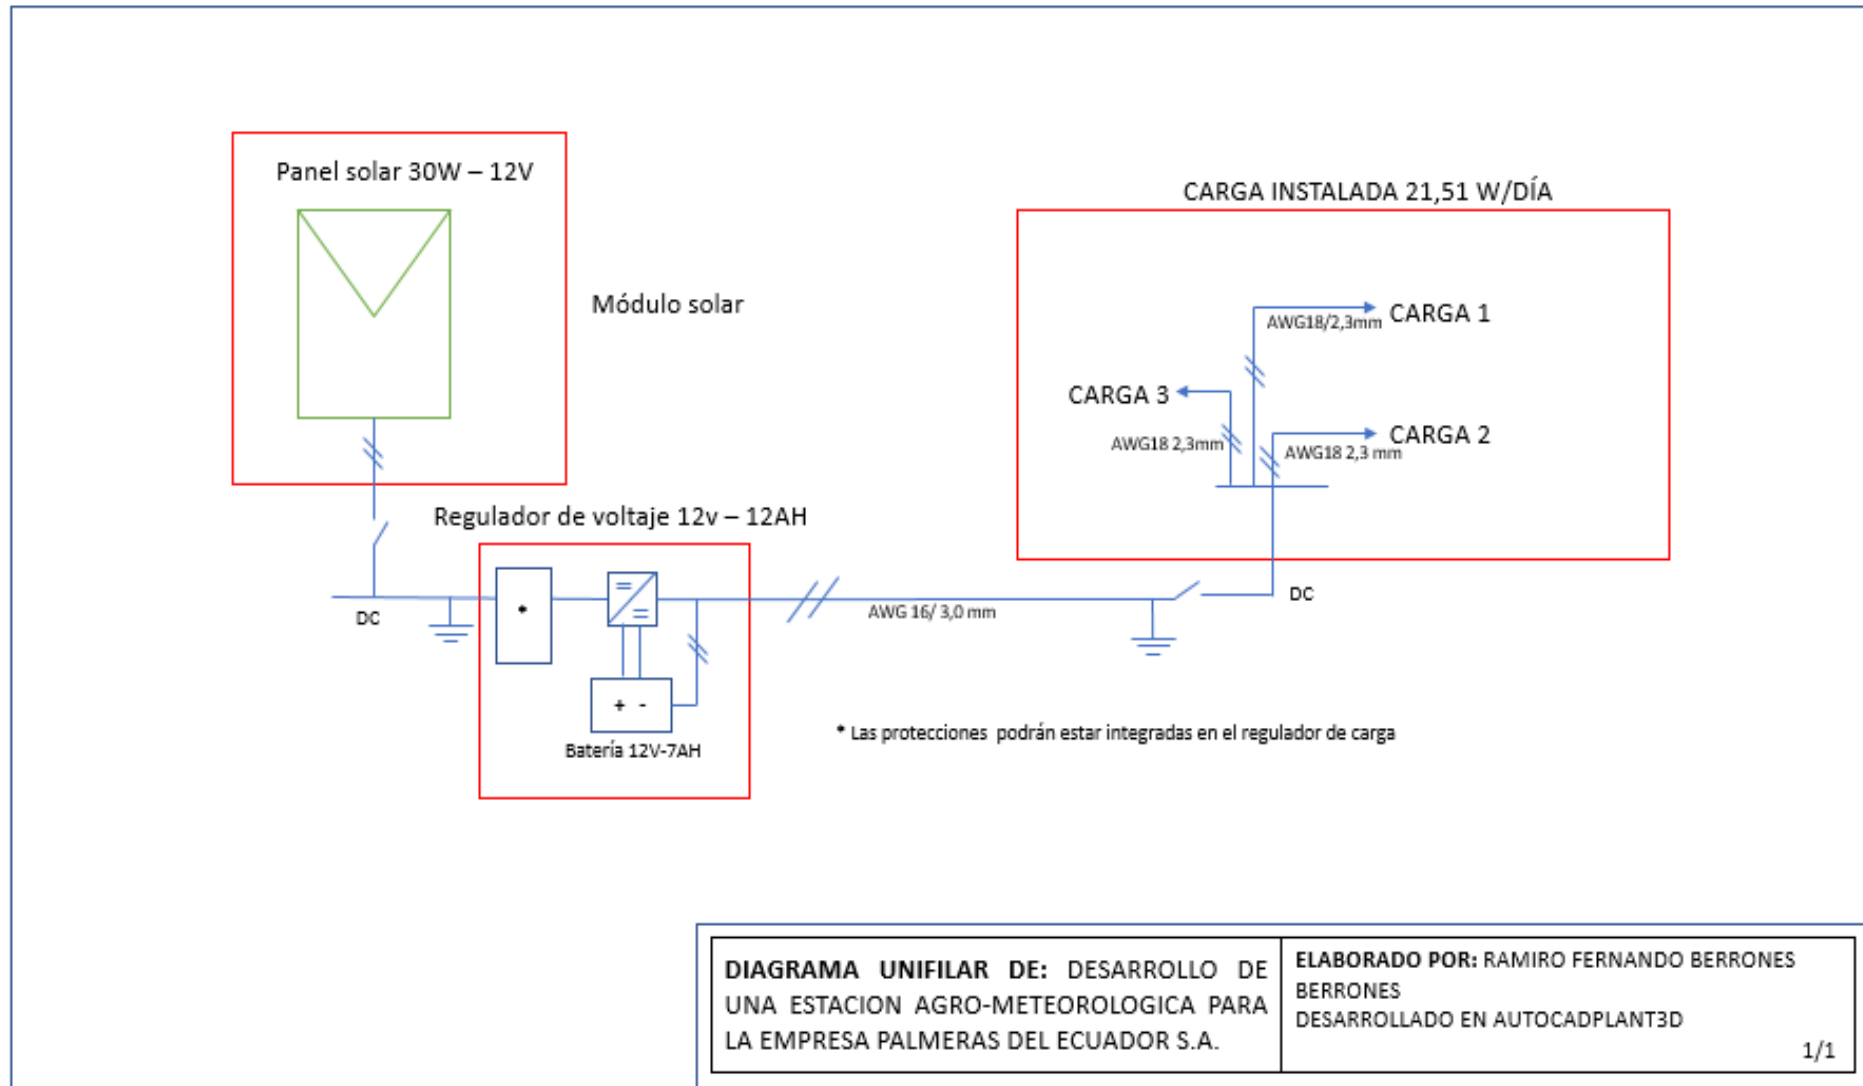 Panel solar 30W – 12V
Módulo solar
CARGA INSTALADA 21,51 W/DÍA
CARGA 1
AWG18/2,3mm
CARGA 3
AWG18 2,3mm
CARGA 2
AWG18 2,3 mm
Regulador de voltaje 12v – 12AH
DC
*
=
=
+ -
Batería 12V-7AH
AWG 16/ 3,0 mm
DC
* Las protecciones podrán estar integradas en el regulador de carga
DIAGRAMA UNIFILAR DE: DESARROLLO DE
UNA ESTACION AGRO-METEOROLOGICA PARA
LA EMPRESA PALMERAS DEL ECUADOR S.A.
ELABORADO POR: RAMIRO FERNANDO BERRONES
BERRONES
DESARROLLADO EN AUTOCADPLANT3D
1/1